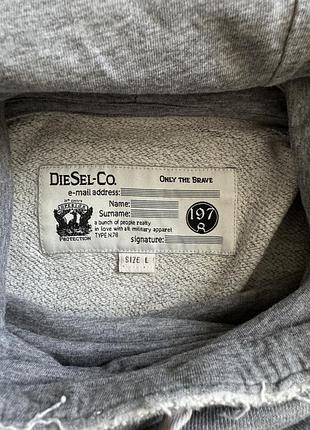 DIESEL-CO. ONLY THE BRAVE
e-mail address:
Name:
Surname:
a bunch of people really
in love with all military apparel
TYPE N.78
signature:
197
8
SUPERIOR
PROTECTION
SIZE L